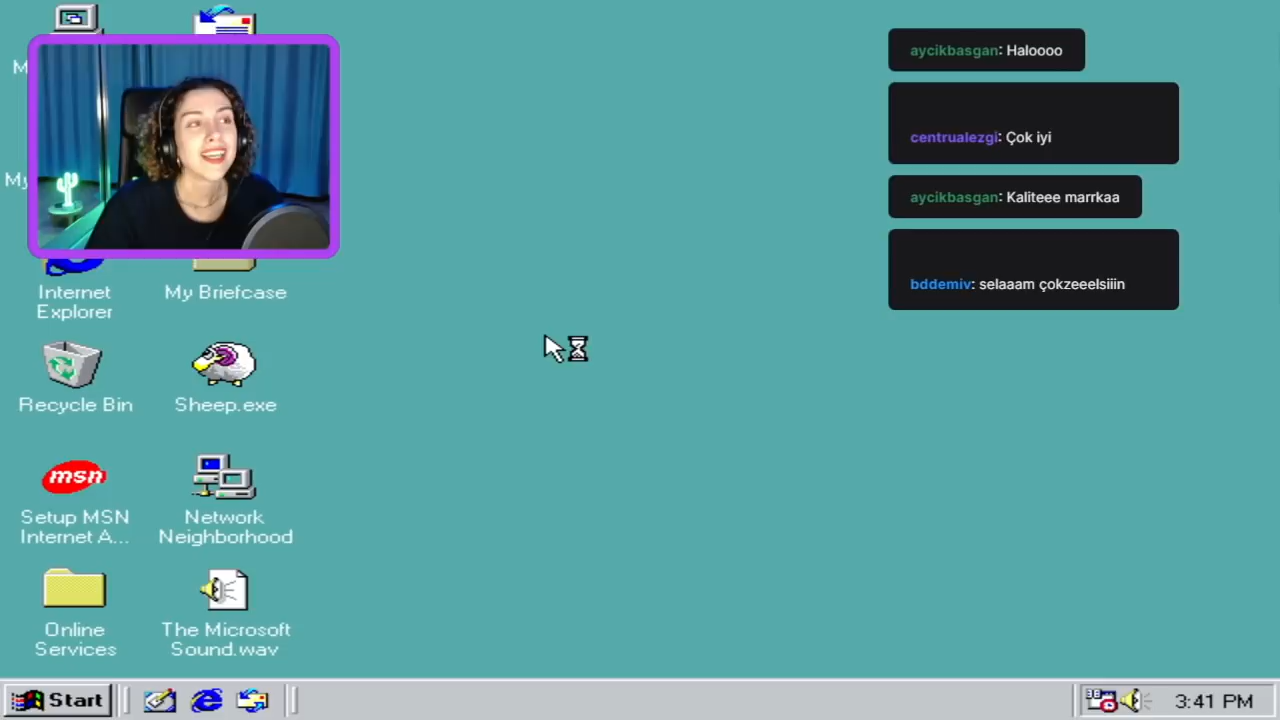 M
My
Internet
Explorer
My Briefcase
Recycle Bin
Sheep.exe
msn
Setup MSN
Internet A...
Network
Neighborhood
Online
Services
The Microsoft
Sound.wav
aycikbasgan: Haloooo
centrualezgi: Çok iyi
aycikbasgan: Kaliteee marrkaa
bddemiv: selaaam çokzeeelsiiin
Start
3:41 PM